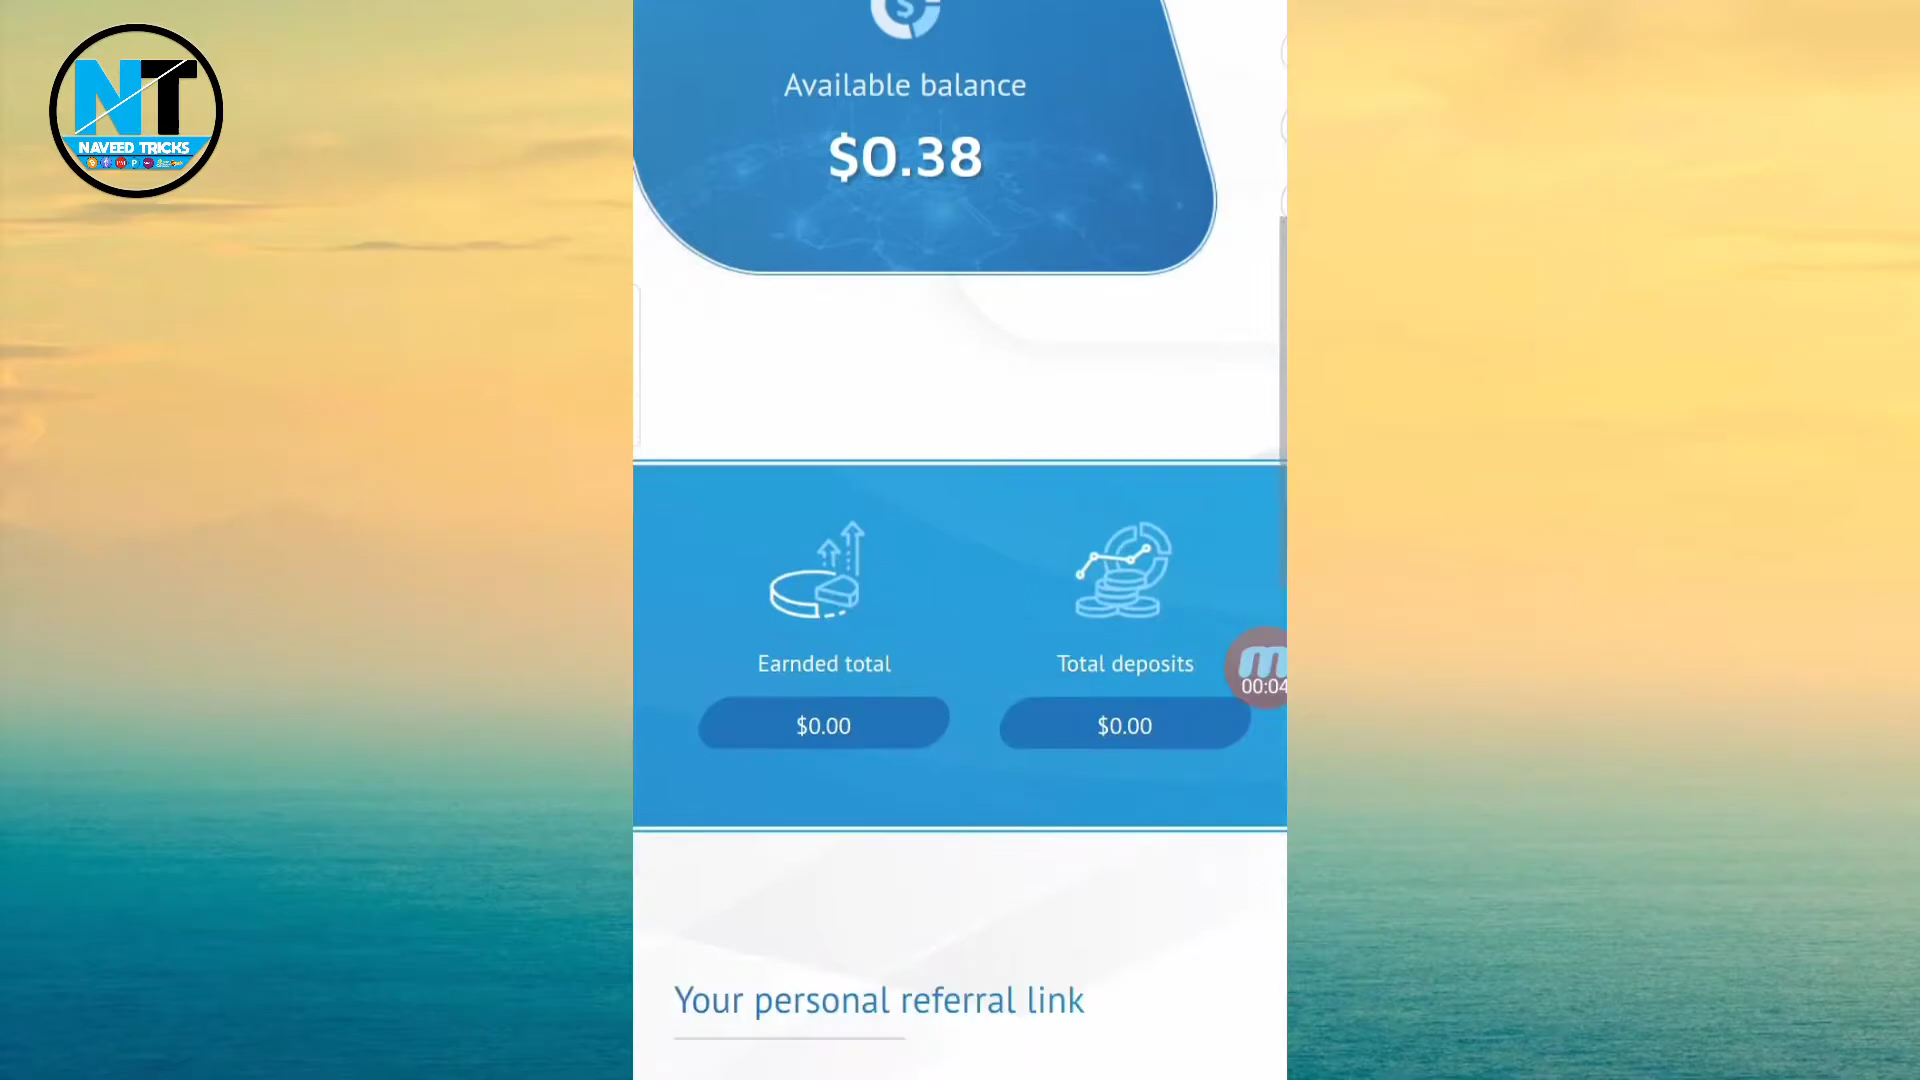 NT
NAVEED TRICKS
Available balance
$0.38
Earnded total
Total deposits
$0.00
$0.00
00:04
Your personal referral link